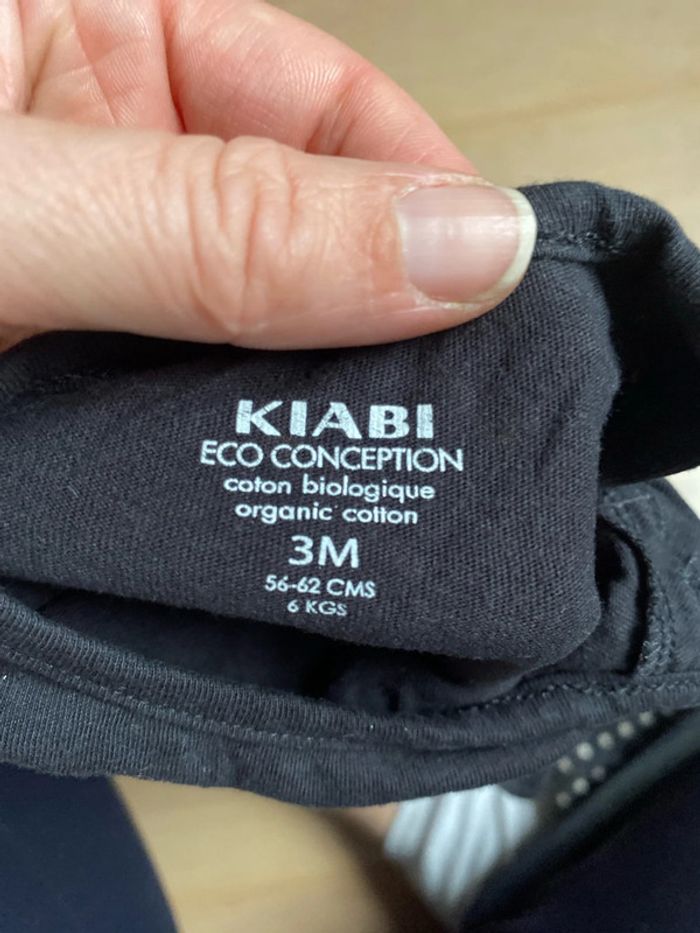 KIABI
ECO CONCEPTION
coton biologique
organic cotton
3M
56-62 CMS
6 KGS